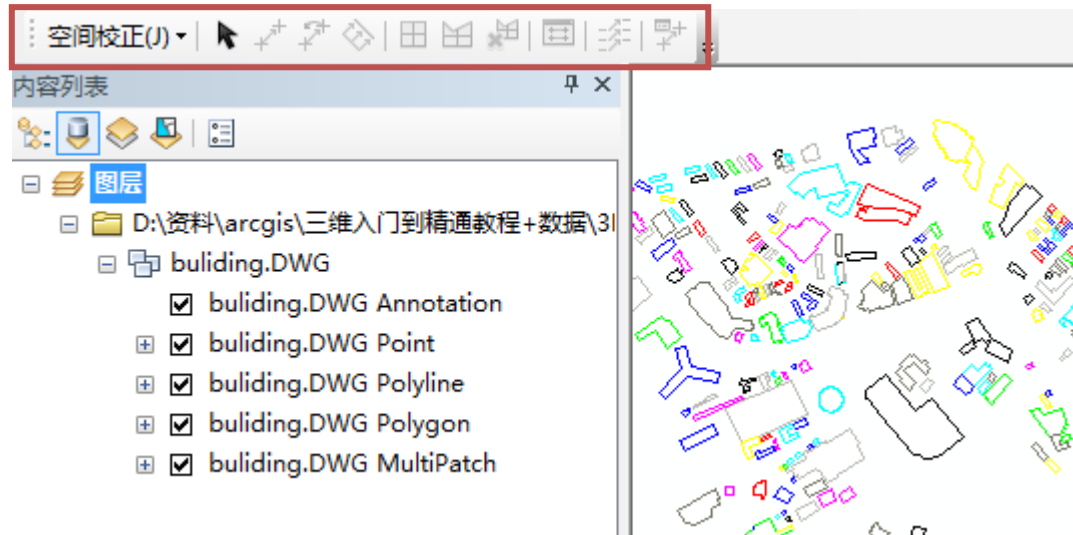 空间校正(J)
内容列表
图层
D:\资料\arcgis\三维入门到精通教程+数据\3
buliding.DWG
buliding.DWG Annotation
buliding.DWG Point
buliding.DWG Polyline
buliding.DWG Polygon
buliding.DWG MultiPatch